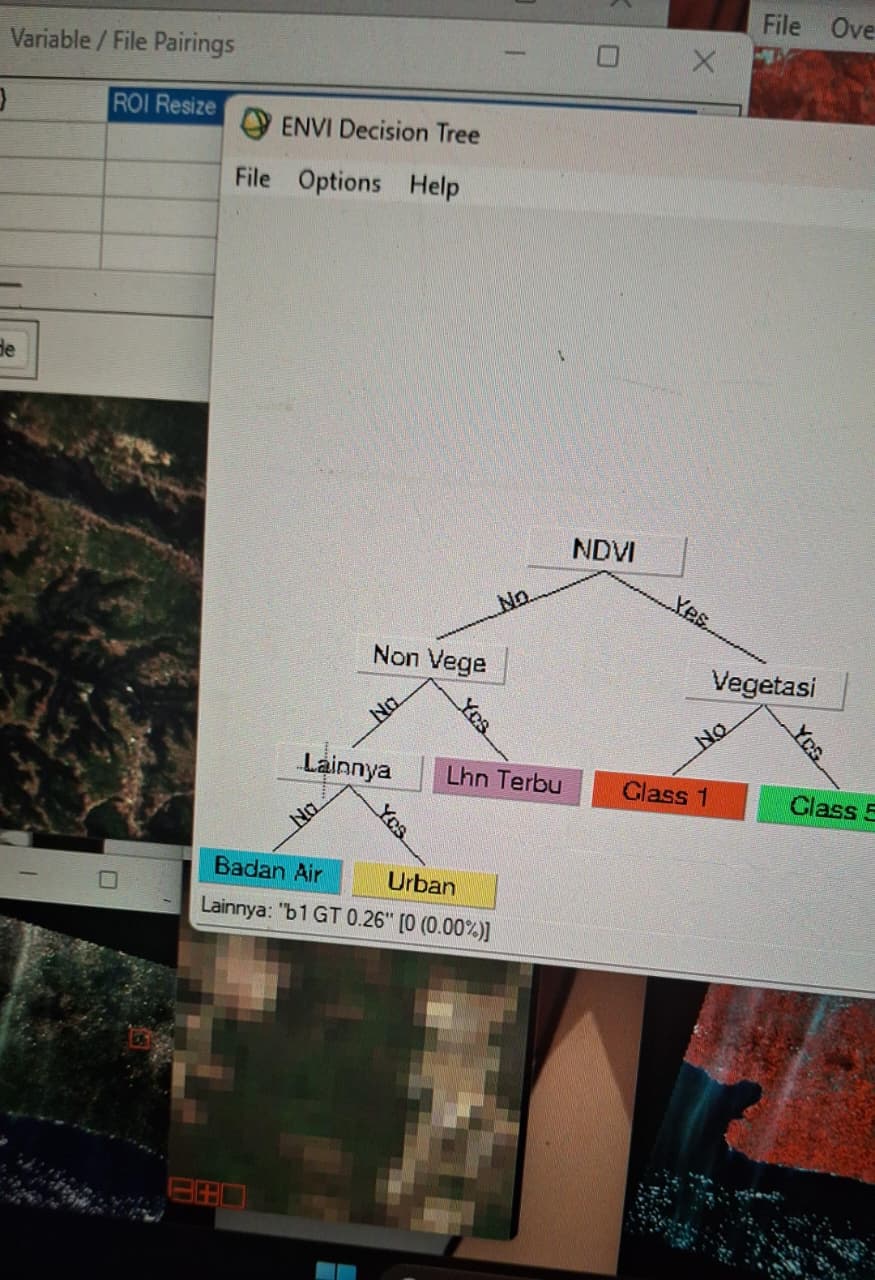 Variable / File Pairings
File Ove
}
ROI Resize
ENVI Decision Tree
File Options Help
NDVI
No
Yes
Non Vege
Vegetasi
No
Yes
No
Yes
Lainnya
Lhn Terbu
Class 1
Class 5
No
Yes
Badan Air
Urban
Lainnya: "b1 GT 0.26" [0 (0.00%)]